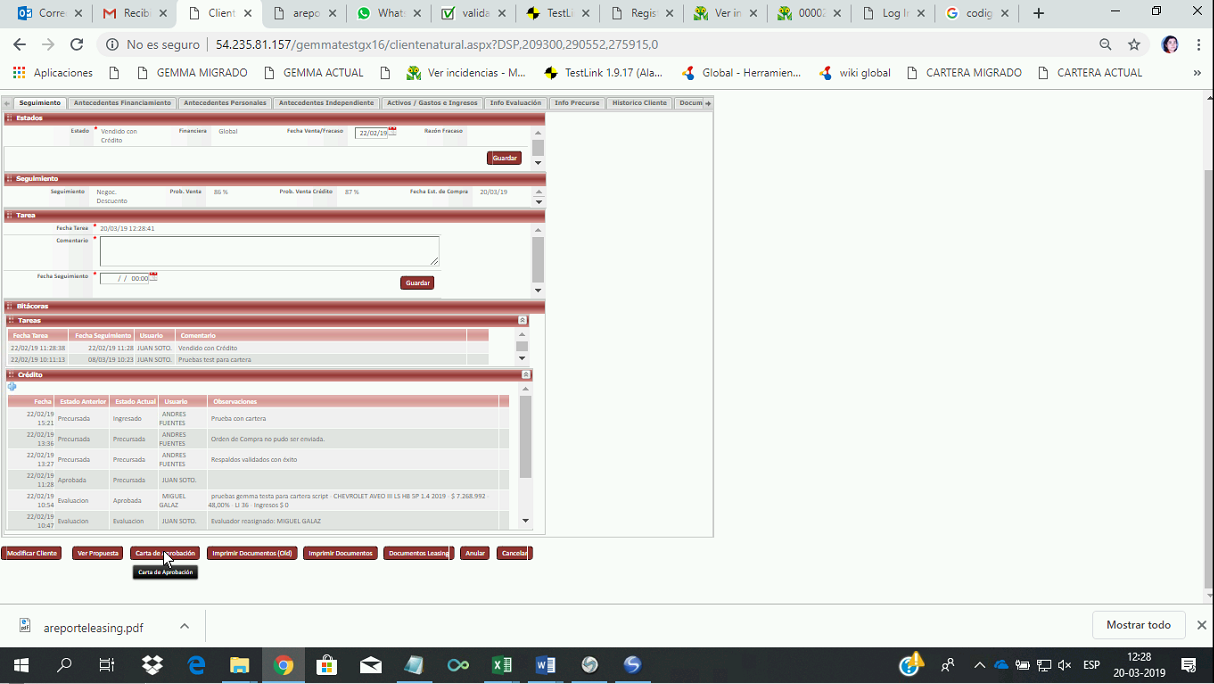 Correo
Recibi
Client
arepo
Whats
valida
TestLi
Regist
Ver in
00002
Log In
codig
No es seguro
54.235.81.157/gemmatestgx16/clientenatural.aspx?DSP,209300,290552,275915,0
Aplicaciones
GEMMA MIGRADO
GEMMA ACTUAL
Ver incidencias - M...
TestLink 1.9.17 (Ala...
Global - Herramien...
wiki global
CARTERA MIGRADO
CARTERA ACTUAL
»
Seguimiento
Antecedentes Financiamiento
Antecedentes Personales
Antecedentes Independiente
Activos / Gastos e Ingresos
Info Evaluación
Info Precurse
Historico Cliente
Docum
Estados
Estado * Vendido con Crédito
Financiera Global
Fecha Venta/Fracaso 22/02/19
Razón Fracaso
Guardar
Seguimiento
Seguimiento Negoc. Descuento
Prob. Venta 86 %
Prob. Venta Crédito 87 %
Fecha Est. de Compra 20/03/19
Tarea
Fecha Tarea * 20/03/19 12:28:41
Comentario *
Fecha Seguimiento * / / 00:00
Guardar
Bitácoras
Tareas
Fecha Tarea Fecha Seguimiento Usuario Comentario
22/02/19 11:28:38 22/02/19 11:28 JUAN SOTO. Vendido con Crédito
22/02/19 10:11:13 08/03/19 10:23 JUAN SOTO. Pruebas test para cartera
Crédito
Fecha Estado Anterior Estado Actual Usuario Observaciones
22/02/19 15:21 Precursada Ingresado ANDRES FUENTES Prueba con cartera
22/02/19 13:36 Precursada Precursada ANDRES FUENTES Orden de Compra no pudo ser enviada.
22/02/19 13:27 Precursada Precursada ANDRES FUENTES Respaldos validados con éxito
22/02/19 11:28 Aprobada Precursada JUAN SOTO.
22/02/19 10:54 Evaluacion Aprobada MIGUEL GALAZ pruebas gemma testa para cartera script - CHEVROLET AVEO III LS HB SP 1.4 2019 - $ 7.268.992 - 48,00% - LI 36 - Ingresos $ 0
22/02/19 10:47 Evaluacion Evaluacion JUAN SOTO. Evaluador reasignado: MIGUEL GALAZ
Modificar Cliente
Ver Propuesta
Carta de Aprobación
Imprimir Documentos (Old)
Imprimir Documentos
Documentos Leasing
Anular
Cancelar
Carta de Aprobación
areporteleasing.pdf
Mostrar todo
ESP
12:28
20-03-2019